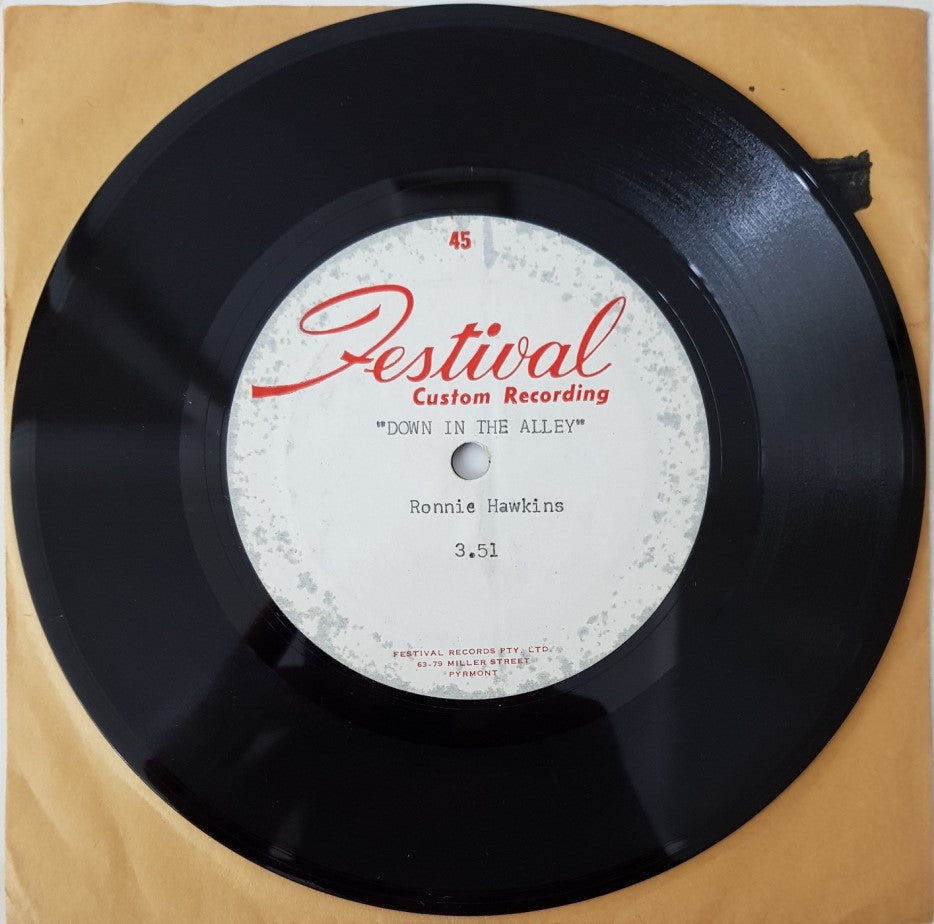 45
Festival
Custom Recording
"DOWN IN THE ALLEY"
Ronnie Hawkins
3.51
FESTIVAL RECORDS PTY. LTD.
63-79 MILLER STREET
PYRMONT